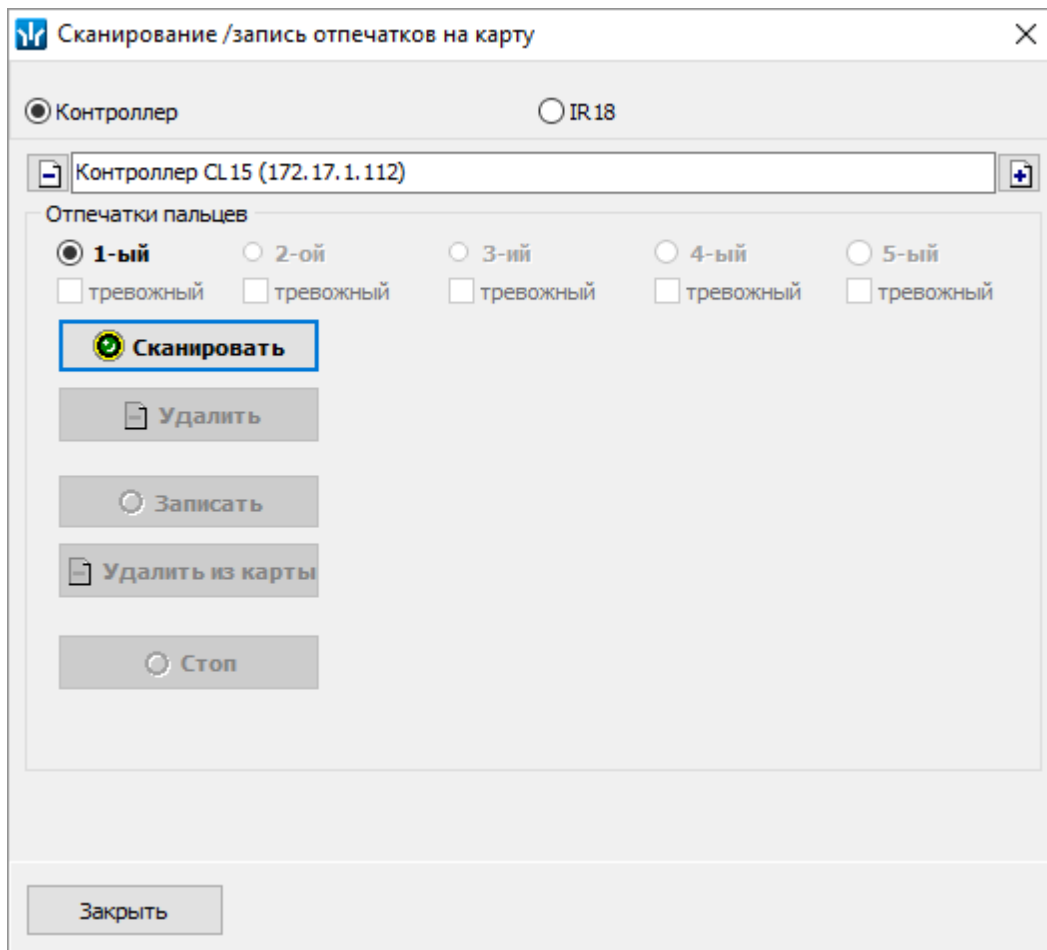 Сканирование /запись отпечатков на карту
Контроллер IR18
Контроллер CL15 (172.17.1.112)
Отпечатки пальцев
1-ый 2-ой 3-ий 4-ый 5-ый
тревожный тревожный тревожный тревожный тревожный
Сканировать
Удалить
Записать
Удалить из карты
Стоп
Закрыть